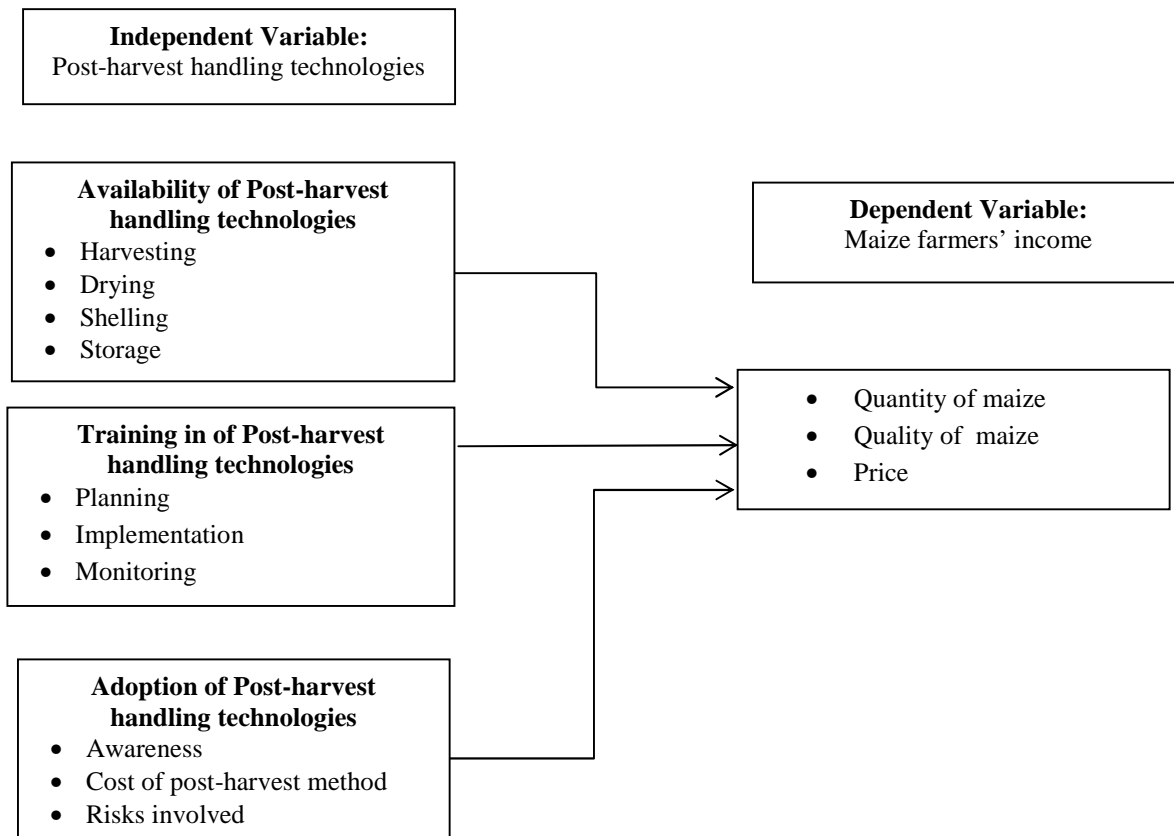 Independent Variable:
Post-harvest handling technologies
Availability of Post-harvest
handling technologies
• Harvesting
• Drying
• Shelling
• Storage
Training in of Post-harvest
handling technologies
• Planning
• Implementation
• Monitoring
Adoption of Post-harvest
handling technologies
• Awareness
• Cost of post-harvest method
• Risks involved
Dependent Variable:
Maize farmers’ income
• Quantity of maize
• Quality of maize
• Price